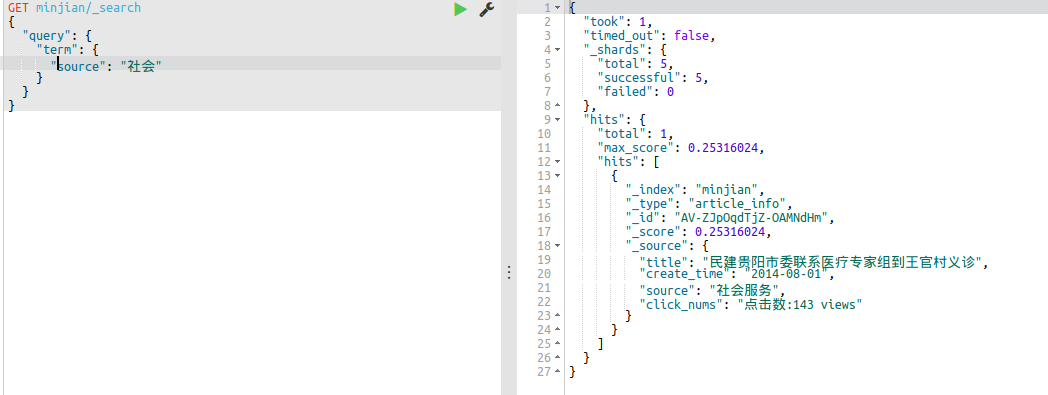 GET minjian/_search
{
  "query": {
    "term": {
      "source": "社会"
    }
  }
}
1 {
2   "took": 1,
3   "timed_out": false,
4   "_shards": {
5     "total": 5,
6     "successful": 5,
7     "failed": 0
8   },
9   "hits": {
10     "total": 1,
11     "max_score": 0.25316024,
12     "hits": [
13       {
14         "_index": "minjian",
15         "_type": "article_info",
16         "_id": "AV-ZJpOqdTjZ-OAMNdHm",
17         "_score": 0.25316024,
18         "_source": {
19           "title": "民建贵阳市委联系医疗专家组到王官村义诊",
20           "create_time": "2014-08-01",
21           "source": "社会服务",
22           "click_nums": "点击数:143 views"
23         }
24       }
25     ]
26   }
27 }